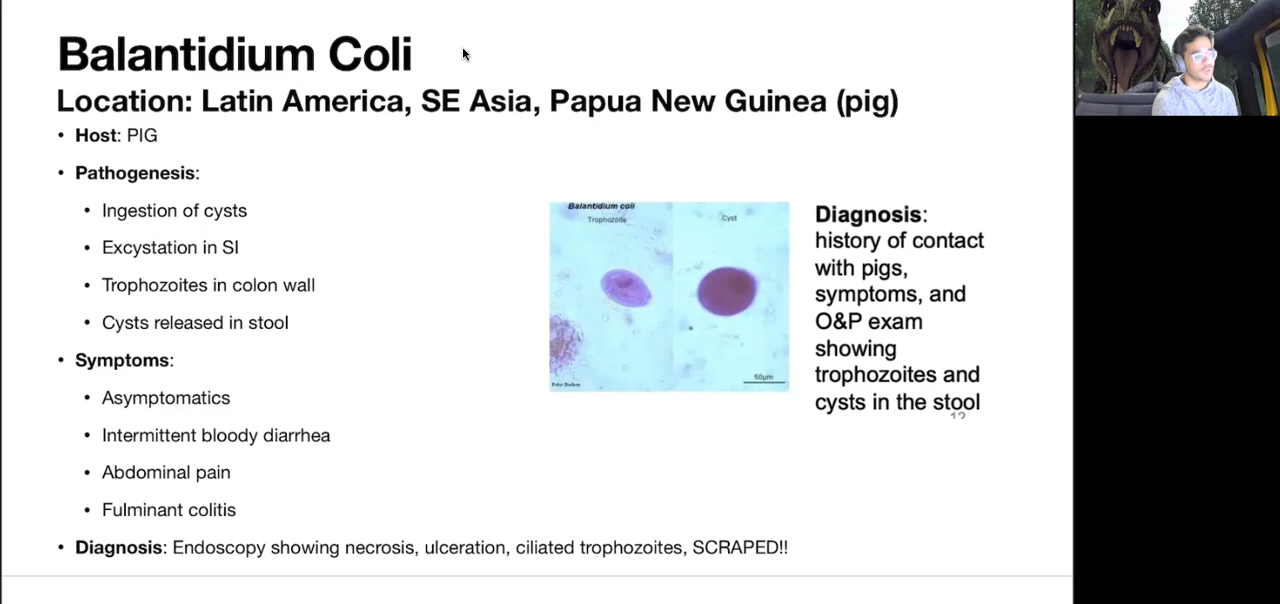 Balantidium Coli
Location: Latin America, SE Asia, Papua New Guinea (pig)
• Host: PIG
• Pathogenesis:
• Ingestion of cysts
• Excystation in SI
• Trophozoites in colon wall
• Cysts released in stool
• Symptoms:
• Asymptomatics
• Intermittent bloody diarrhea
• Abdominal pain
• Fulminant colitis
• Diagnosis: Endoscopy showing necrosis, ulceration, ciliated trophozoites, SCRAPED!!
Balantidium coli
Trophozoite
Cyst
50µm
Diagnosis:
history of contact
with pigs,
symptoms, and
O&P exam
showing
trophozoites and
cysts in the stool